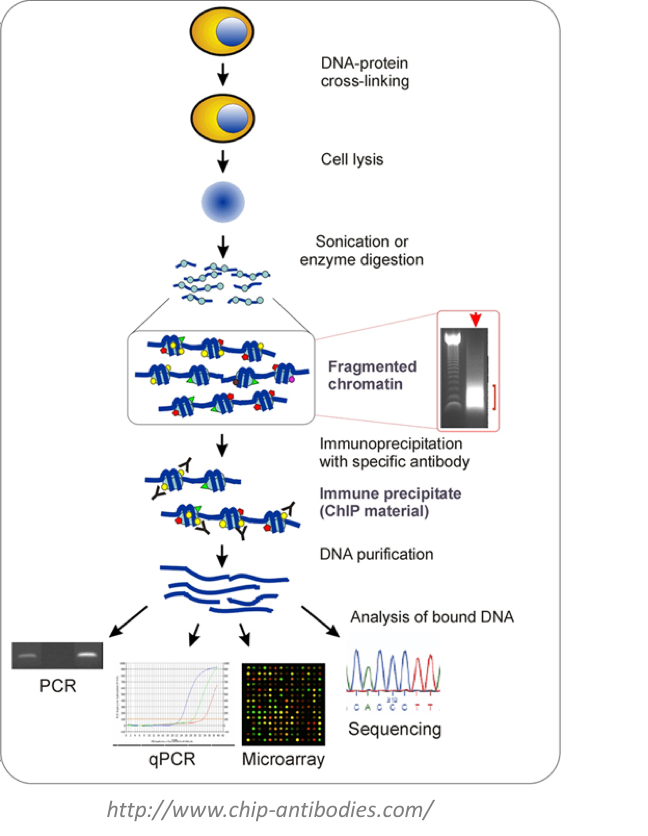 DNA-protein
cross-linking
Cell lysis
Sonication or
enzyme digestion
Fragmented
chromatin
Immunoprecipitation
with specific antibody
Immune precipitate
(ChIP material)
DNA purification
Analysis of bound DNA
PCR
qPCR
Microarray
Sequencing
http://www.chip-antibodies.com/